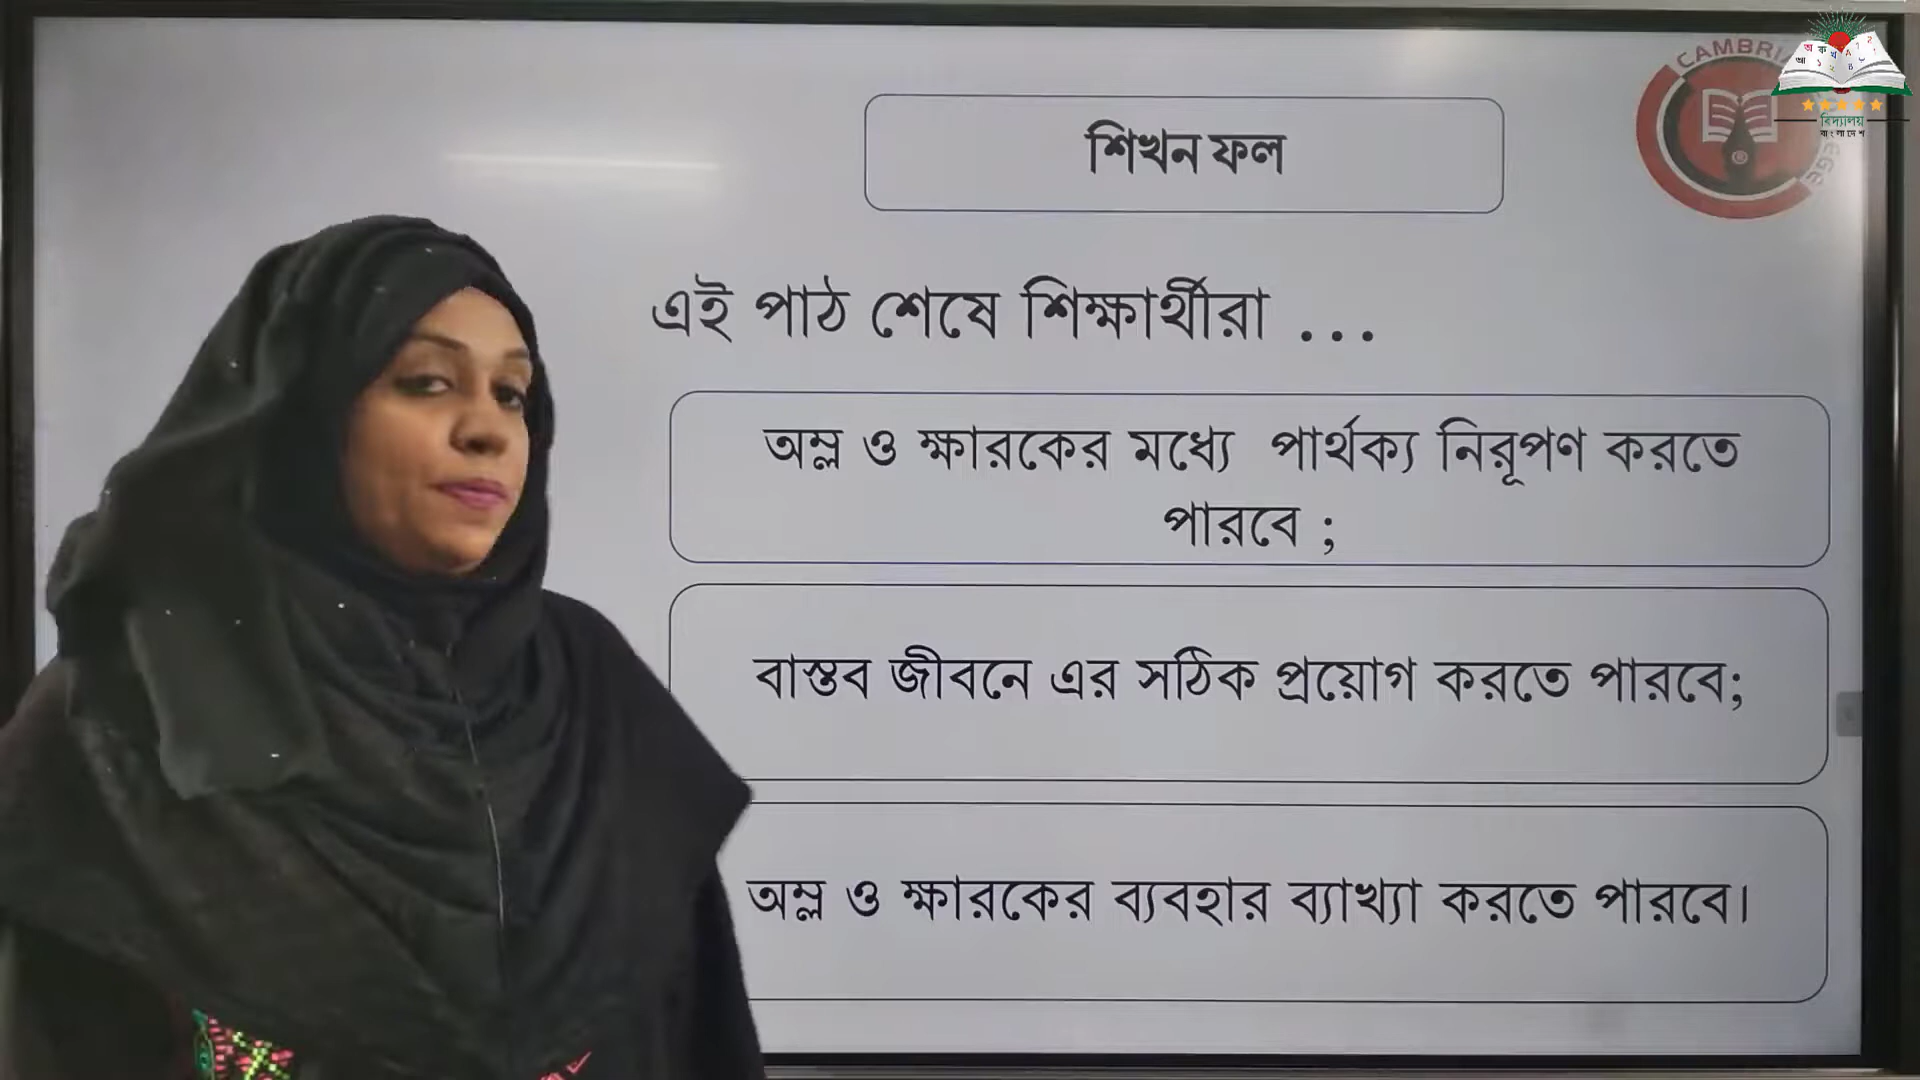 শিখন ফল
এই পাঠ শেষে শিক্ষার্থীরা ...
অম্ল ও ক্ষারকের মধ্যে পার্থক্য নিরূপণ করতে
পারবে ;
বাস্তব জীবনে এর সঠিক প্রয়োগ করতে পারবে;
অম্ল ও ক্ষারকের ব্যবহার ব্যাখ্যা করতে পারবে।
বিদ্যালয়
বাংলাদেশ